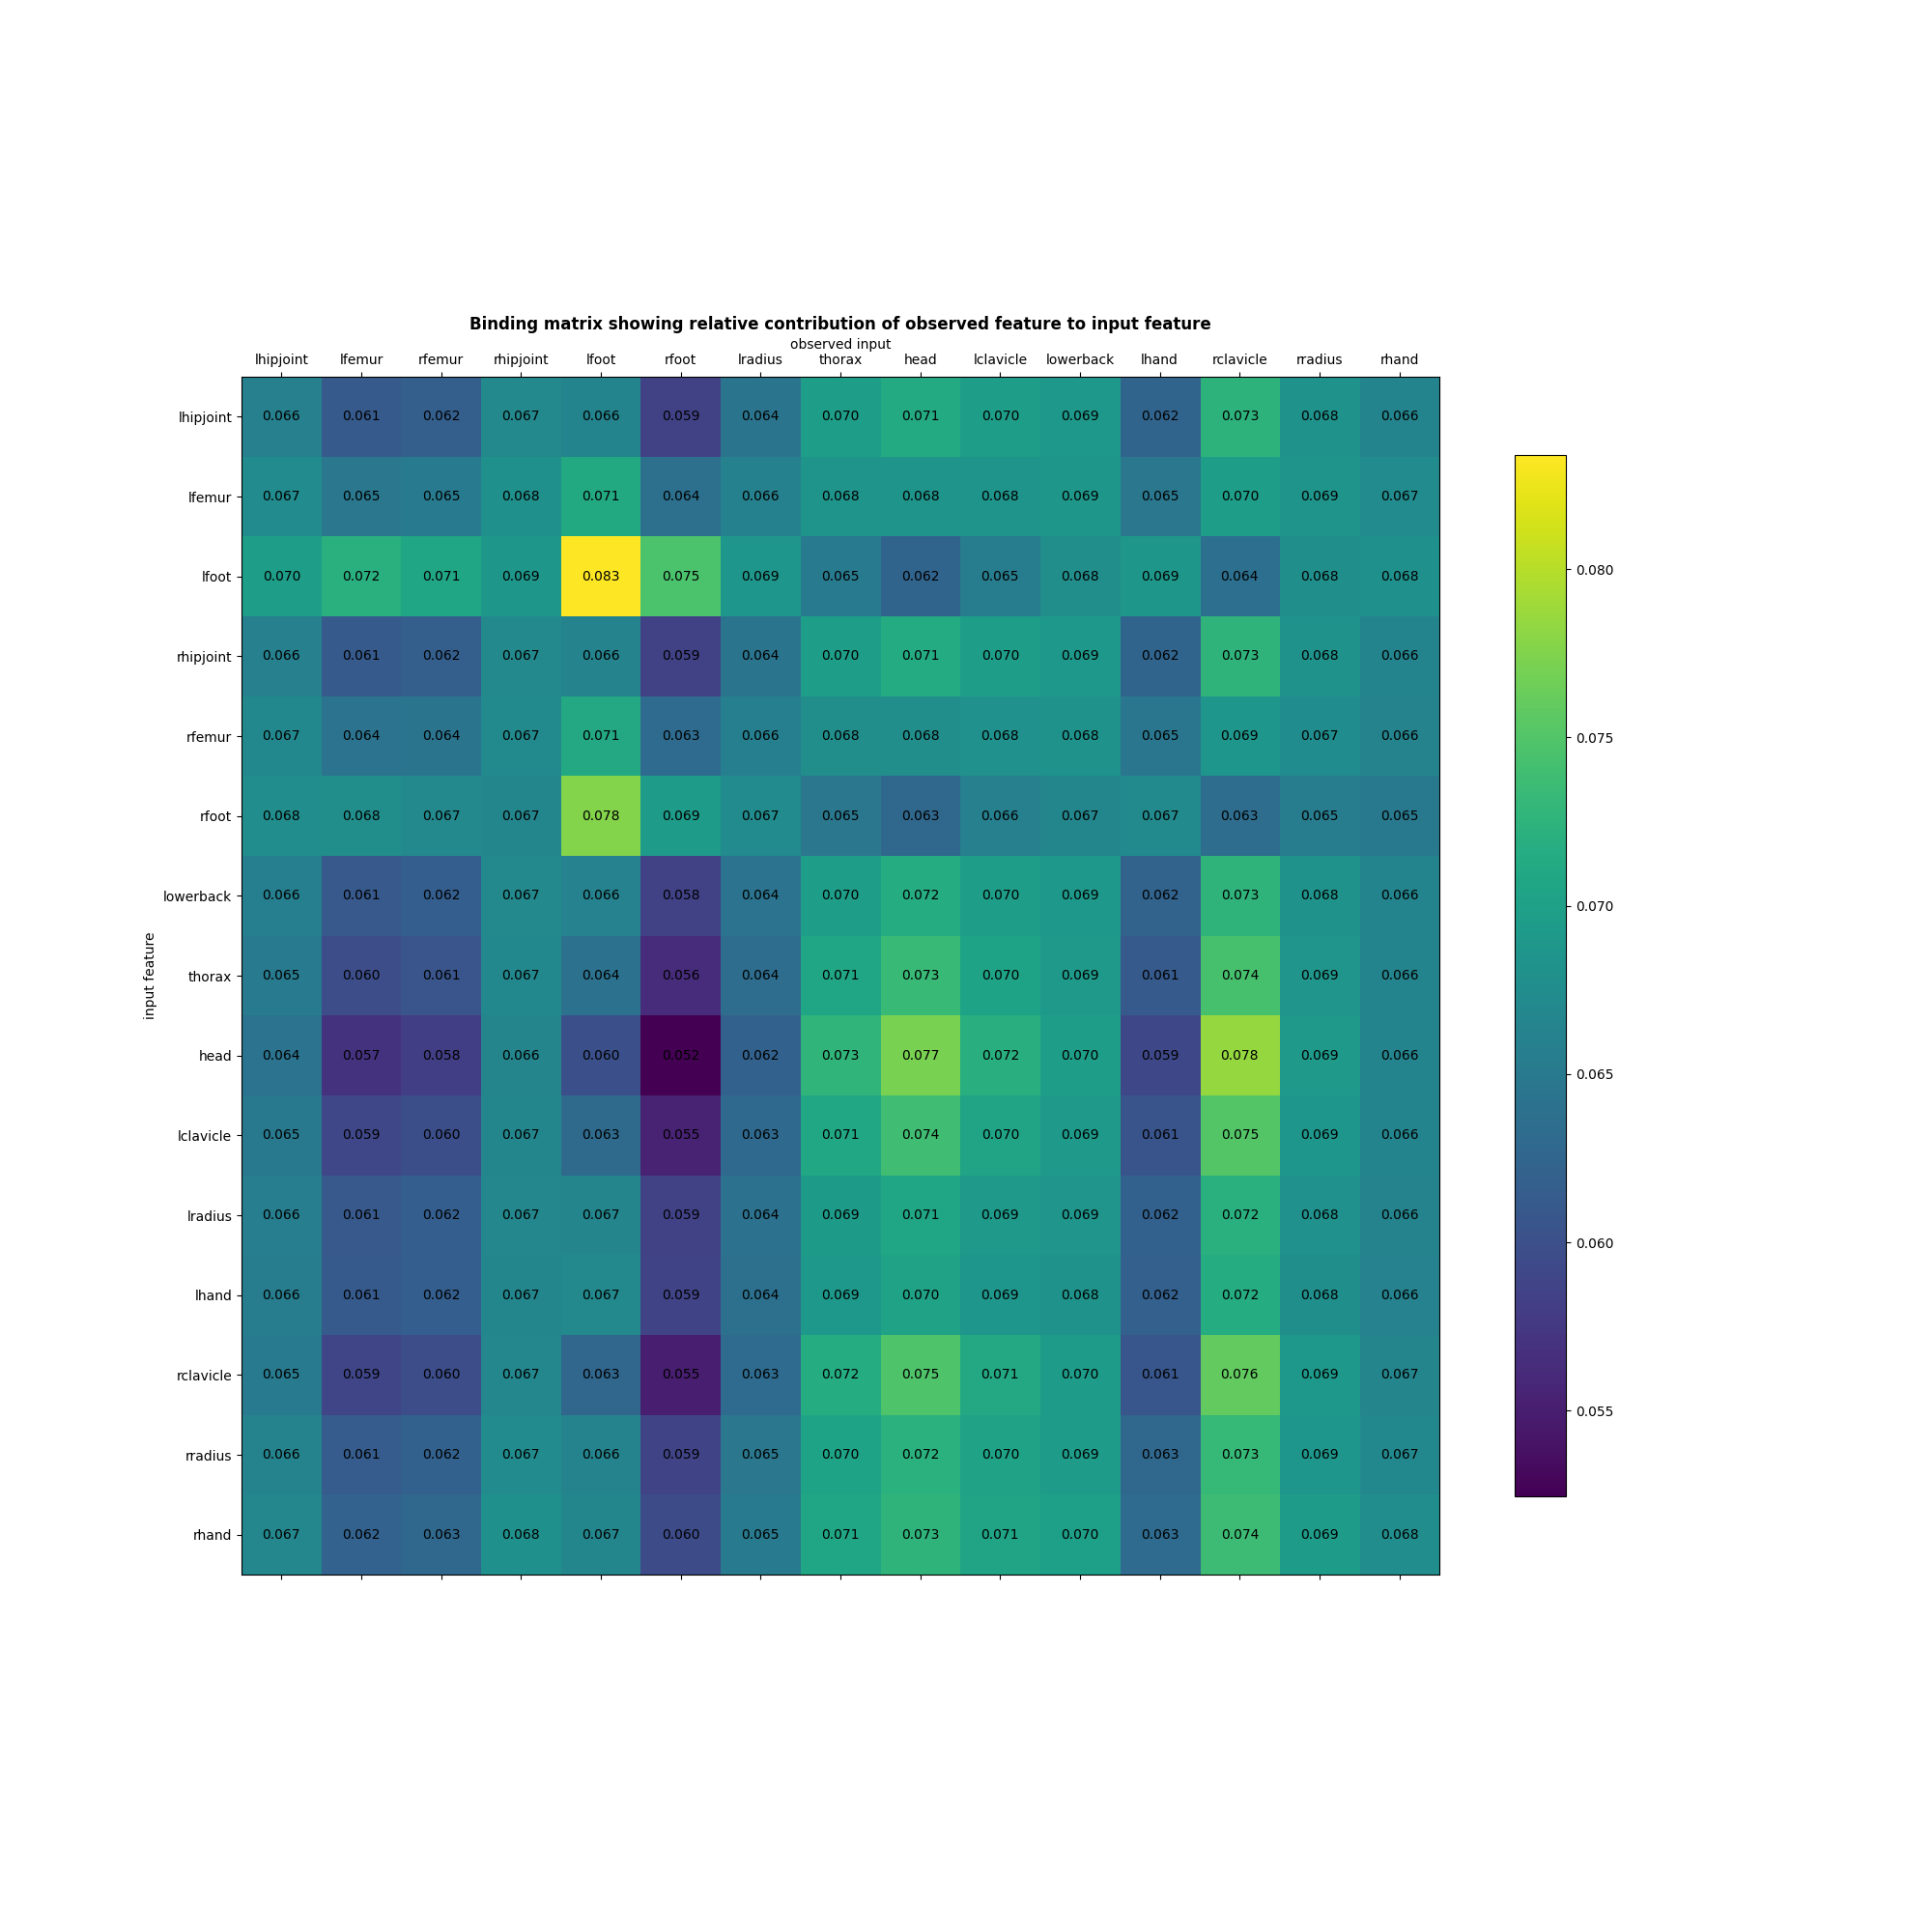 Binding matrix showing relative contribution of observed feature to input feature
observed input
lhipjoint lfemur rfemur rhipjoint lfoot rfoot lradius thorax head lclavicle lowerback lhand rclavicle rradius rhand
lhipjoint 0.066 0.061 0.062 0.067 0.066 0.059 0.064 0.070 0.071 0.070 0.069 0.062 0.073 0.068 0.066
lfemur 0.067 0.065 0.065 0.068 0.071 0.064 0.066 0.068 0.068 0.068 0.069 0.065 0.070 0.069 0.067
lfoot 0.070 0.072 0.071 0.069 0.083 0.075 0.069 0.065 0.062 0.065 0.068 0.069 0.064 0.068 0.068
0.080
rhipjoint 0.066 0.061 0.062 0.067 0.066 0.059 0.064 0.070 0.071 0.070 0.069 0.062 0.073 0.068 0.066
rfemur 0.067 0.064 0.064 0.067 0.071 0.063 0.066 0.068 0.068 0.068 0.068 0.065 0.069 0.067 0.066
0.075
rfoot 0.068 0.068 0.067 0.067 0.078 0.069 0.067 0.065 0.063 0.066 0.067 0.067 0.063 0.065 0.065
lowerback 0.066 0.061 0.062 0.067 0.066 0.058 0.064 0.070 0.072 0.070 0.069 0.062 0.073 0.068 0.066
0.070
input feature
thorax 0.065 0.060 0.061 0.067 0.064 0.056 0.064 0.071 0.073 0.070 0.069 0.061 0.074 0.069 0.066
head 0.064 0.057 0.058 0.066 0.060 0.052 0.062 0.073 0.077 0.072 0.070 0.059 0.078 0.069 0.066
0.065
lclavicle 0.065 0.059 0.060 0.067 0.063 0.055 0.063 0.071 0.074 0.070 0.069 0.061 0.075 0.069 0.066
lradius 0.066 0.061 0.062 0.067 0.067 0.059 0.064 0.069 0.071 0.069 0.069 0.062 0.072 0.068 0.066
0.060
lhand 0.066 0.061 0.062 0.067 0.067 0.059 0.064 0.069 0.070 0.069 0.068 0.062 0.072 0.068 0.066
rclavicle 0.065 0.059 0.060 0.067 0.063 0.055 0.063 0.072 0.075 0.071 0.070 0.061 0.076 0.069 0.067
0.055
rradius 0.066 0.061 0.062 0.067 0.066 0.059 0.065 0.070 0.072 0.070 0.069 0.063 0.073 0.069 0.067
rhand 0.067 0.062 0.063 0.068 0.067 0.060 0.065 0.071 0.073 0.071 0.070 0.063 0.074 0.069 0.068